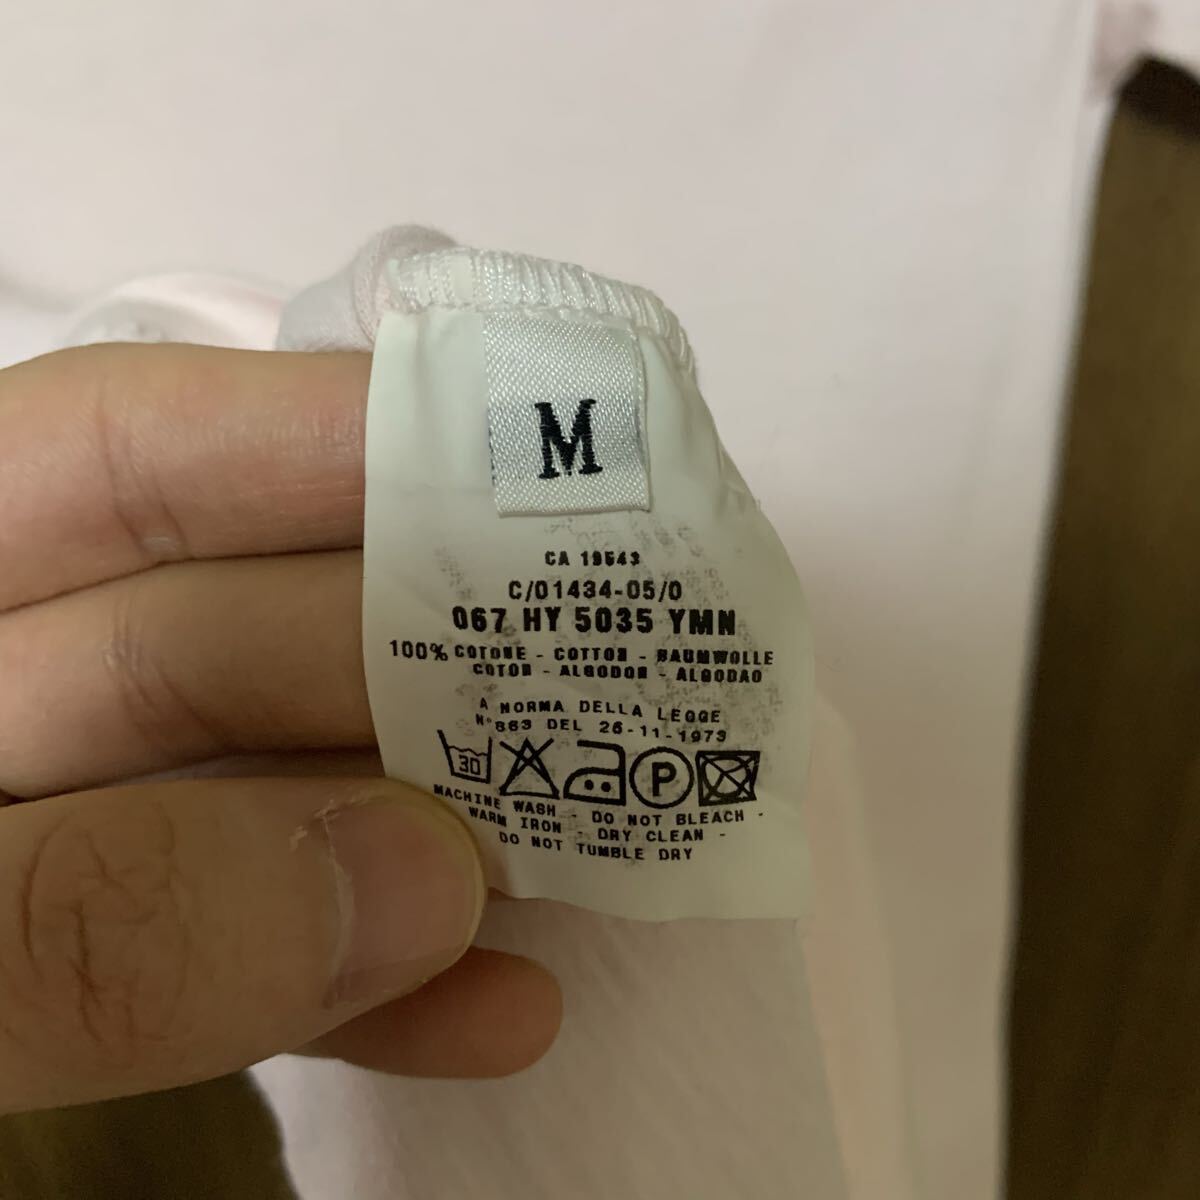 M
CA 19543
C/01434-05/0
067 HY 5035 YMN
100% COTONE - COTTON - BAUMWOLLE
COTON - ALGODON - ALGODAO
A NORMA DELLA LEGGE
N° 883 DEL 26-11-1973
30 P
MACHINE WASH - DO NOT BLEACH -
WARM IRON - DRY CLEAN -
DO NOT TUMBLE DRY